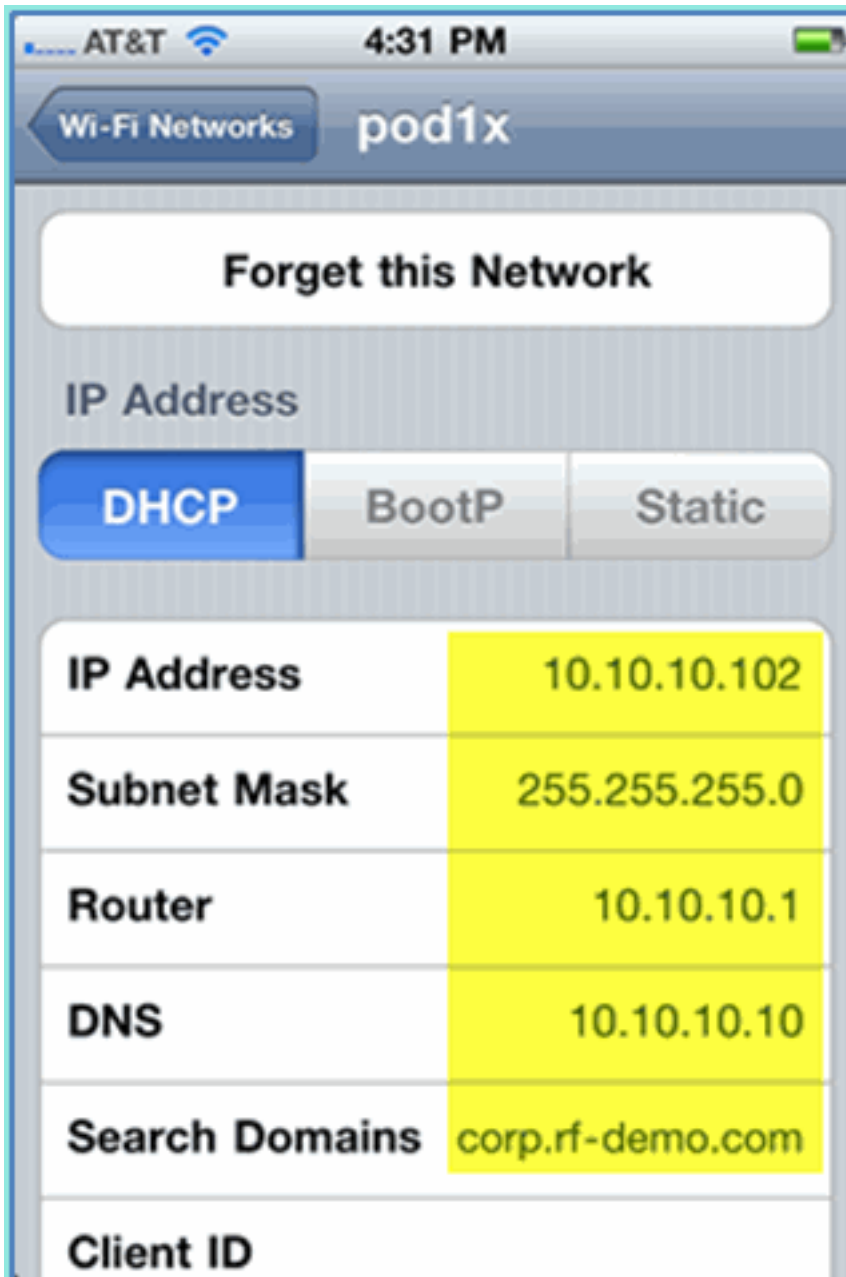 AT&T 4:31 PM
Wi-Fi Networks pod1x
Forget this Network
IP Address
DHCP BootP Static
IP Address 10.10.10.102
Subnet Mask 255.255.255.0
Router 10.10.10.1
DNS 10.10.10.10
Search Domains corp.rf-demo.com
Client ID